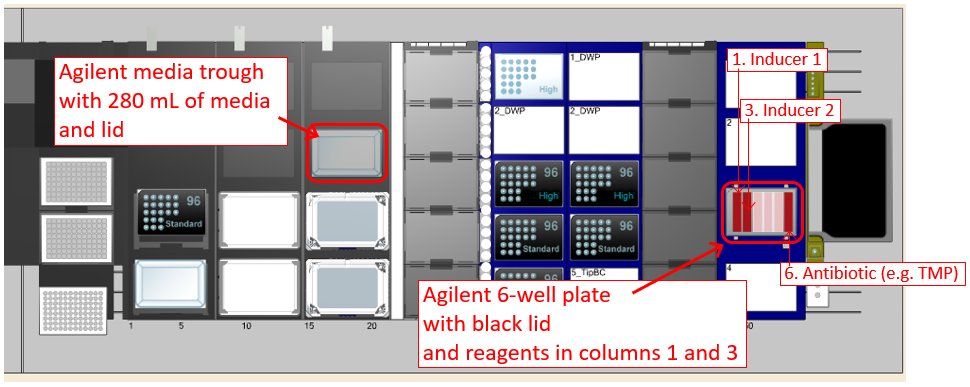 Agilent media trough
with 280 mL of media
and lid
1. Inducer 1
3. Inducer 2
6. Antibiotic (e.g. TMP)
Agilent 6-well plate
with black lid
and reagents in columns 1 and 3
High
1_DWP
2_DWP
2_DWP
2
96
High
96
High
96
Standard
96
Standard
96
Standard
96
5_TipBC
4
1
5
10
15
20